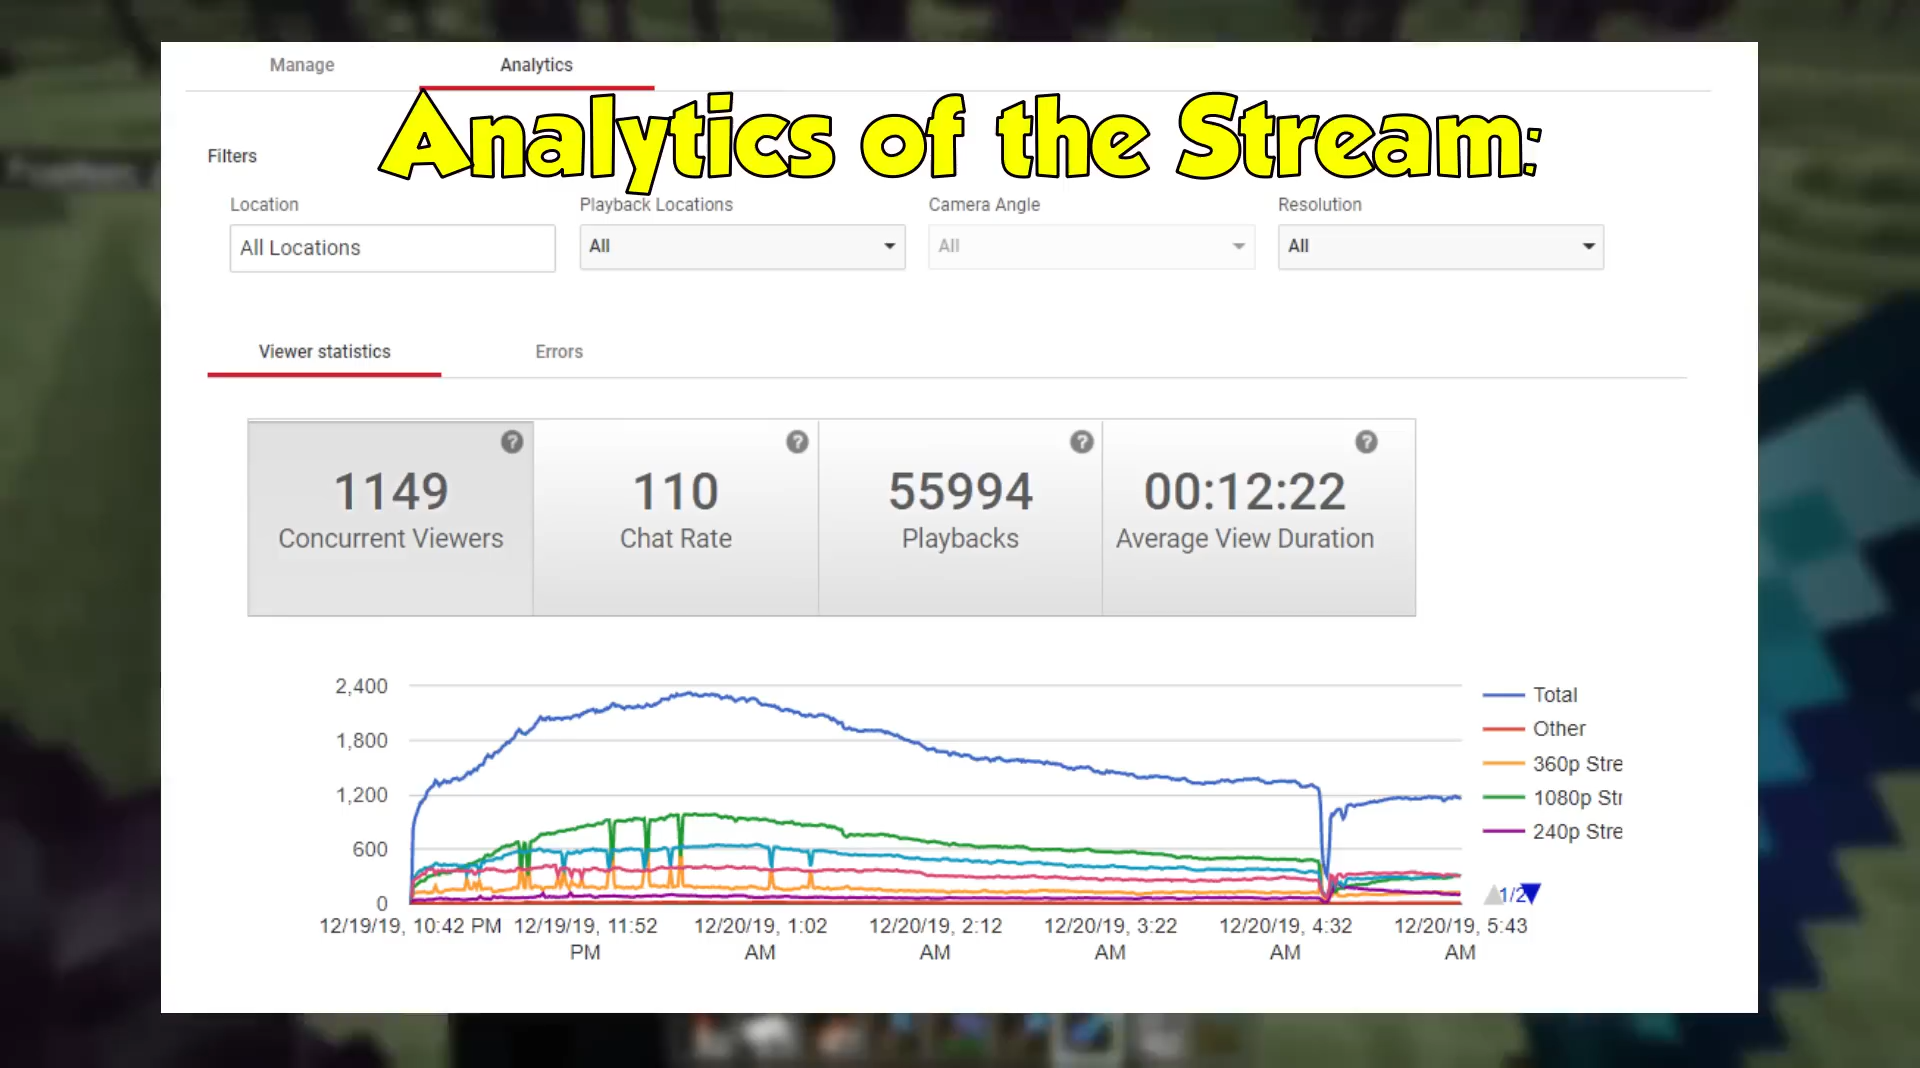 Manage Analytics
Analytics of the Stream:
Filters
Location Playback Locations Camera Angle Resolution
All Locations All All All
Viewer statistics Errors
? ? ? ?
1149 110 55994 00:12:22
Concurrent Viewers Chat Rate Playbacks Average View Duration
2,400
1,800
1,200
600
0
Total
Other
360p Stre
1080p Str
240p Stre
1/2
12/19/19, 10:42 PM 12/19/19, 11:52 PM 12/20/19, 1:02 AM 12/20/19, 2:12 AM 12/20/19, 3:22 AM 12/20/19, 4:32 AM 12/20/19, 5:43 AM